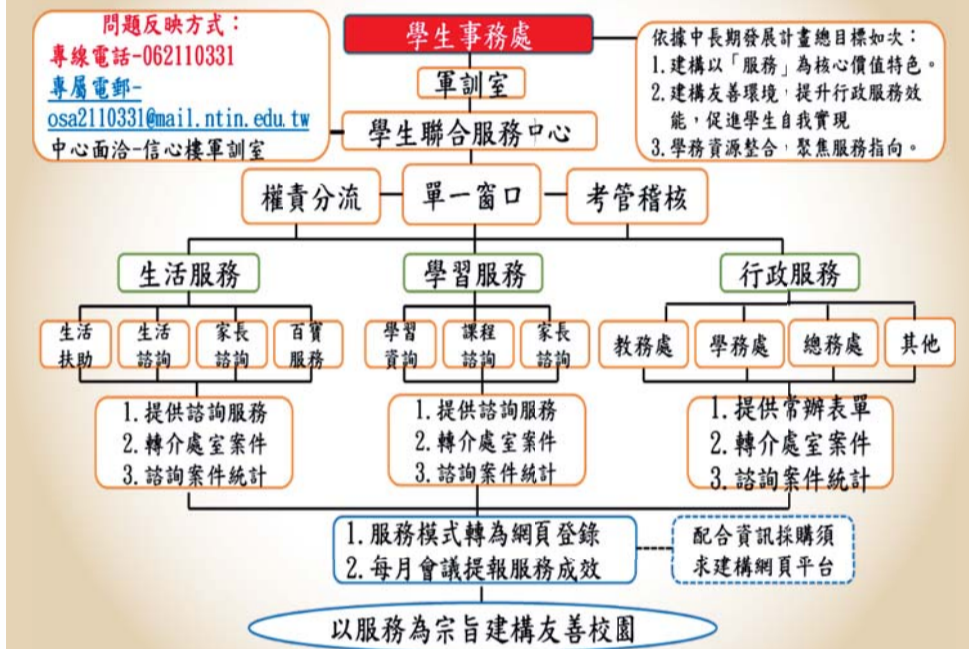 問題反映方式：
專線電話-062110331
專屬電郵-
osa2110331@mail.ntin.edu.tw
中心面洽-信心樓軍訓室
學生事務處
軍訓室
學生聯合服務中心
依據中長期發展計畫總目標如次：
1.建構以「服務」為核心價值特色。
2.建構友善環境，提升行政服務效
能，促進學生自我實現
3.學務資源整合，聚焦服務指向。
權責分流
單一窗口
考管稽核
生活服務
學習服務
行政服務
生活
扶助
生活
諮詢
家長
諮詢
百寶
服務
學習
資詢
課程
諮詢
家長
諮詢
教務處
學務處
總務處
其他
1.提供諮詢服務
2.轉介處室案件
3.諮詢案件統計
1.提供諮詢服務
2.轉介處室案件
3.諮詢案件統計
1.提供常辦表單
2.轉介處室案件
3.諮詢案件統計
1.服務模式轉為網頁登錄
2.每月會議提報服務成效
配合資訊採購須
求建構網頁平台
以服務為宗旨建構友善校園